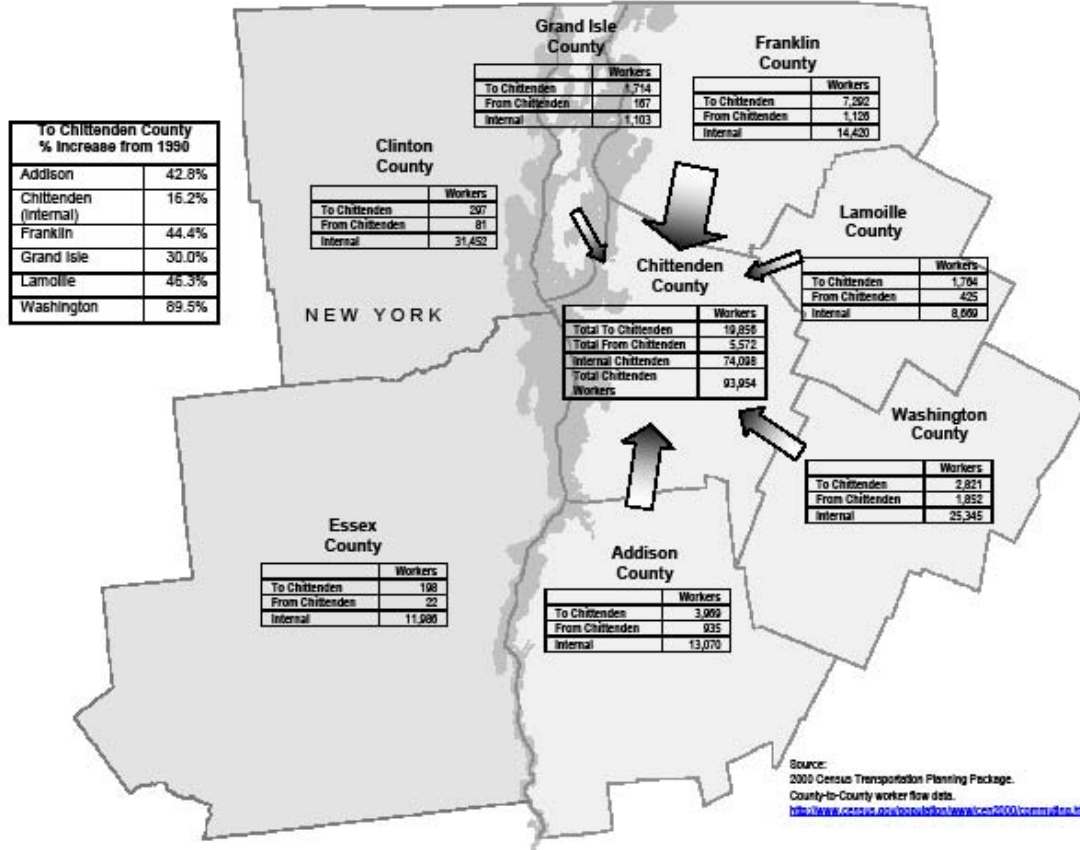 To Chittenden County
% Increase from 1990
Addison 42.8%
Chittenden
(Internal) 16.2%
Franklin 44.4%
Grand Isle 30.0%
Lamoille 46.3%
Washington 89.5%
Grand Isle
County
Workers
To Chittenden 1,714
From Chittenden 167
Internal 1,103
Franklin
County
Workers
To Chittenden 7,292
From Chittenden 1,126
Internal 14,420
Clinton
County
Workers
To Chittenden 297
From Chittenden 81
Internal 31,452
NEW YORK
Lamoille
County
Workers
To Chittenden 1,764
From Chittenden 425
Internal 8,669
Chittenden
County
Workers
Total To Chittenden 19,856
Total From Chittenden 5,572
Internal Chittenden 74,098
Total Chittenden
Workers 93,954
Washington
County
Workers
To Chittenden 2,821
From Chittenden 1,852
Internal 25,345
Essex
County
Workers
To Chittenden 198
From Chittenden 22
Internal 11,986
Addison
County
Workers
To Chittenden 3,969
From Chittenden 935
Internal 13,070
Source:
2000 Census Transportation Planning Package.
County-to-County worker flow data.
http://www.census.gov/population/www/cen2000/commuting.h